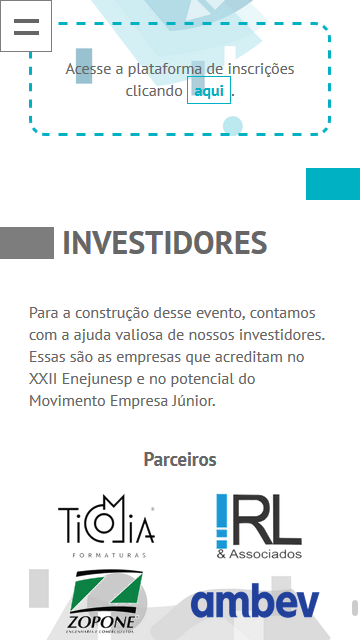 Acesse a plataforma de inscrições
clicando aqui.
INVESTIDORES
Para a construção desse evento, contamos
com a ajuda valiosa de nossos investidores.
Essas são as empresas que acreditam no
XXII Enejunesp e no potencial do
Movimento Empresa Júnior.
Parceiros
FORMATURAS
!RL
& Associados
ZOPONE
ENGENHARIA E COMÉRCIO LTDA.
ambev